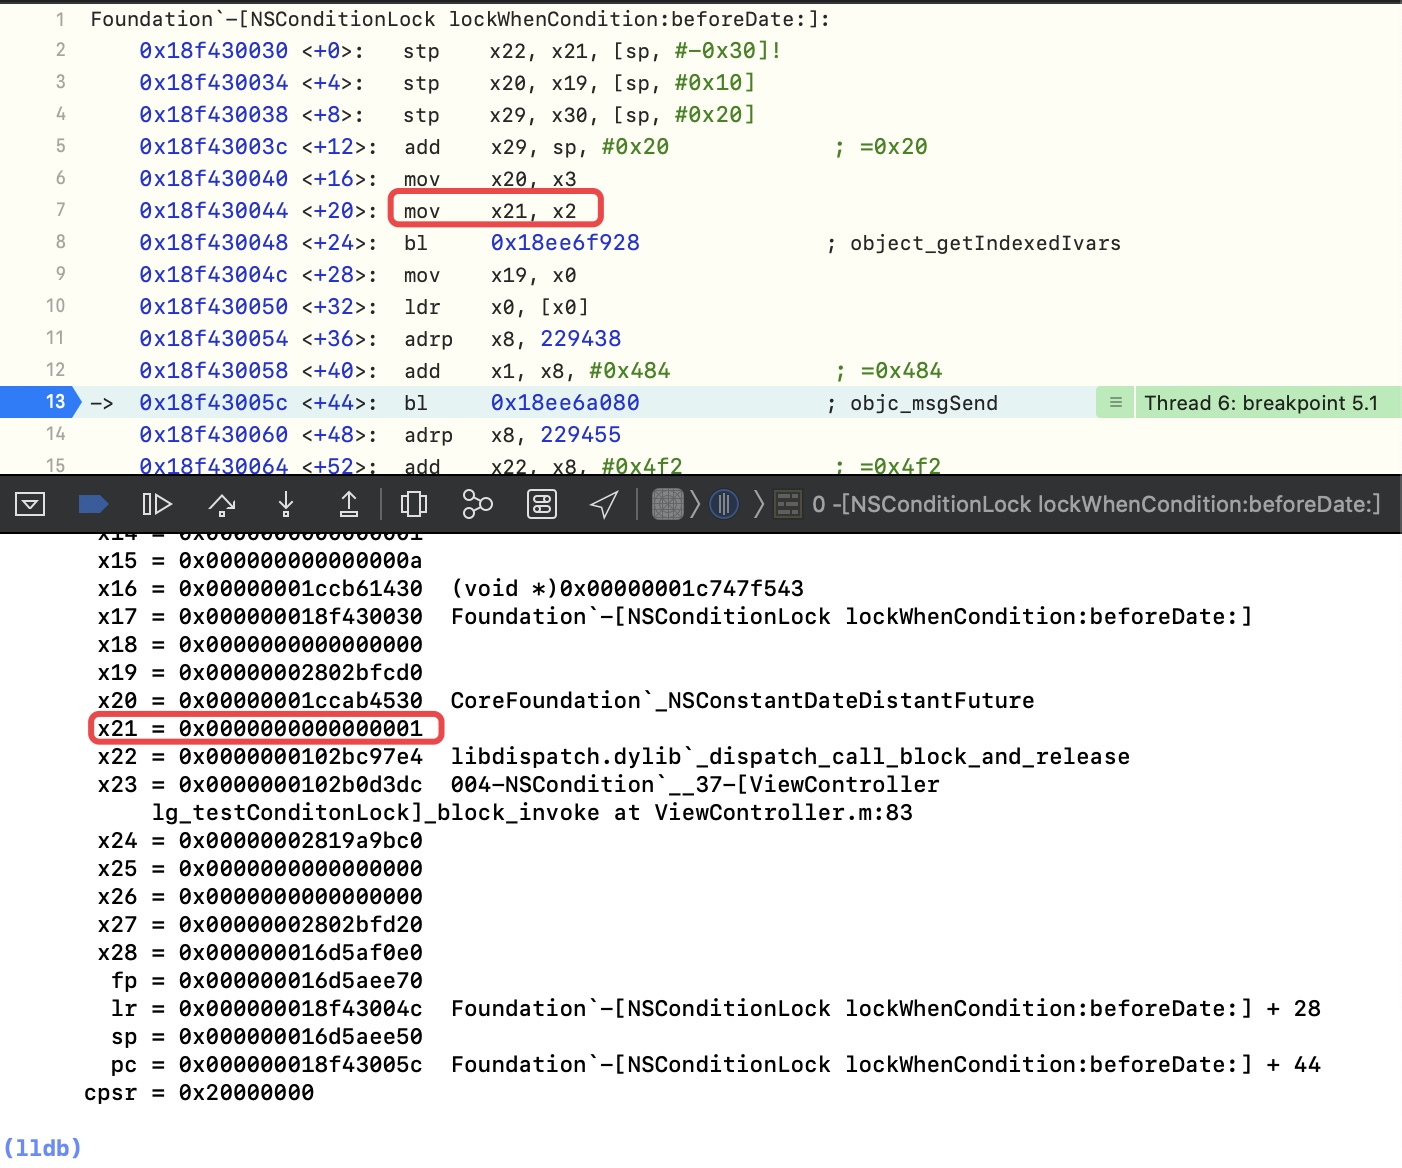 1 Foundation`-[NSConditionLock lockWhenCondition:beforeDate:]:
2 0x18f430030 <+0>: stp x22, x21, [sp, #-0x30]!
3 0x18f430034 <+4>: stp x20, x19, [sp, #0x10]
4 0x18f430038 <+8>: stp x29, x30, [sp, #0x20]
5 0x18f43003c <+12>: add x29, sp, #0x20 ; =0x20
6 0x18f430040 <+16>: mov x20, x3
7 0x18f430044 <+20>: mov x21, x2
8 0x18f430048 <+24>: bl 0x18ee6f928 ; object_getIndexedIvars
9 0x18f43004c <+28>: mov x19, x0
10 0x18f430050 <+32>: ldr x0, [x0]
11 0x18f430054 <+36>: adrp x8, 229438
12 0x18f430058 <+40>: add x1, x8, #0x484 ; =0x484
13 -> 0x18f43005c <+44>: bl 0x18ee6a080 ; objc_msgSend Thread 6: breakpoint 5.1
14 0x18f430060 <+48>: adrp x8, 229455
15 0x18f430064 <+52>: add x22, x8, #0x4f2 ; =0x4f2
0 -[NSConditionLock lockWhenCondition:beforeDate:]
x14 = 0x0000000000000001
x15 = 0x000000000000000a
x16 = 0x00000001ccb61430 (void *)0x00000001c747f543
x17 = 0x000000018f430030 Foundation`-[NSConditionLock lockWhenCondition:beforeDate:]
x18 = 0x0000000000000000
x19 = 0x00000002802bfcd0
x20 = 0x00000001ccab4530 CoreFoundation`_NSConstantDateDistantFuture
x21 = 0x0000000000000001
x22 = 0x0000000102bc97e4 libdispatch.dylib`_dispatch_call_block_and_release
x23 = 0x0000000102b0d3dc 004-NSCondition`__37-[ViewController
lg_testConditonLock]_block_invoke at ViewController.m:83
x24 = 0x00000002819a9bc0
x25 = 0x0000000000000000
x26 = 0x0000000000000000
x27 = 0x00000002802bfd20
x28 = 0x000000016d5af0e0
fp = 0x000000016d5aee70
lr = 0x000000018f43004c Foundation`-[NSConditionLock lockWhenCondition:beforeDate:] + 28
sp = 0x000000016d5aee50
pc = 0x000000018f43005c Foundation`-[NSConditionLock lockWhenCondition:beforeDate:] + 44
cpsr = 0x20000000
(lldb)